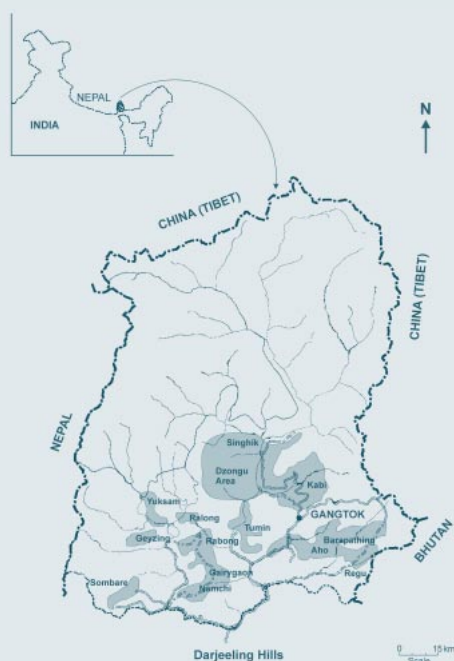 NEPAL
INDIA
N
CHINA (TIBET)
CHINA (TIBET)
NEPAL
Singhik
Dzongu
Area
Kabi
Yuksam
Ralong
Tumin
GANGTOK
Geyzing
Rabong
Barapathing
Aho
BHUTAN
Gairygaon
Regu
Sombare
Namchi
Darjeeling Hills
0 15 km
Scale